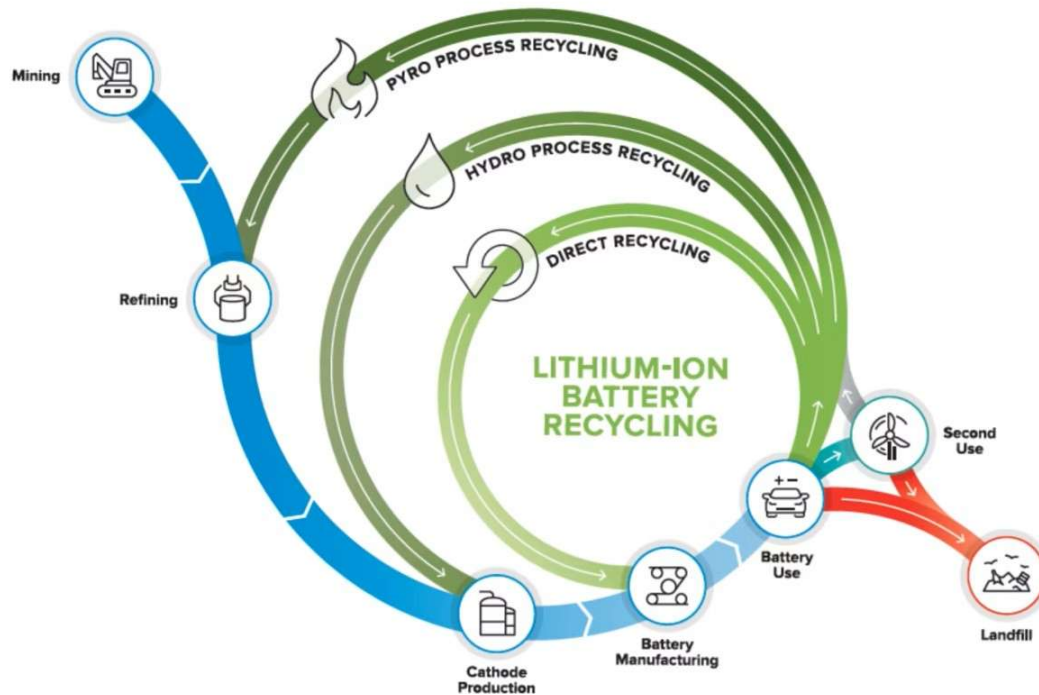 PYRO PROCESS RECYCLING
Mining
HYDRO PROCESS RECYCLING
DIRECT RECYCLING
Refining
LITHIUM-ION
BATTERY
RECYCLING
Second
Use
+ −
Battery
Use
Landfill
Battery
Manufacturing
Cathode
Production